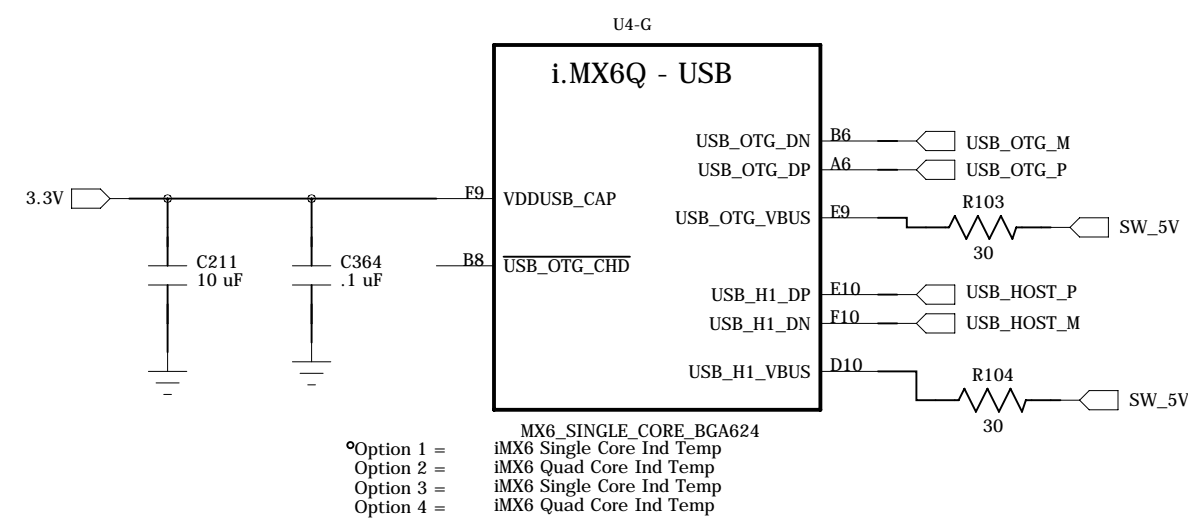 U4-G
i.MX6Q - USB
USB_OTG_DN B6 USB_OTG_M
USB_OTG_DP A6 USB_OTG_P
3.3V F9 VDDUSB_CAP
USB_OTG_VBUS E9 R103 30 SW_5V
C211
10 uF
C364
.1 uF
B8 USB_OTG_CHD
USB_H1_DP E10 USB_HOST_P
USB_H1_DN F10 USB_HOST_M
USB_H1_VBUS D10 R104 30 SW_5V
MX6_SINGLE_CORE_BGA624
Option 1 = iMX6 Single Core Ind Temp
Option 2 = iMX6 Quad Core Ind Temp
Option 3 = iMX6 Single Core Ind Temp
Option 4 = iMX6 Quad Core Ind Temp